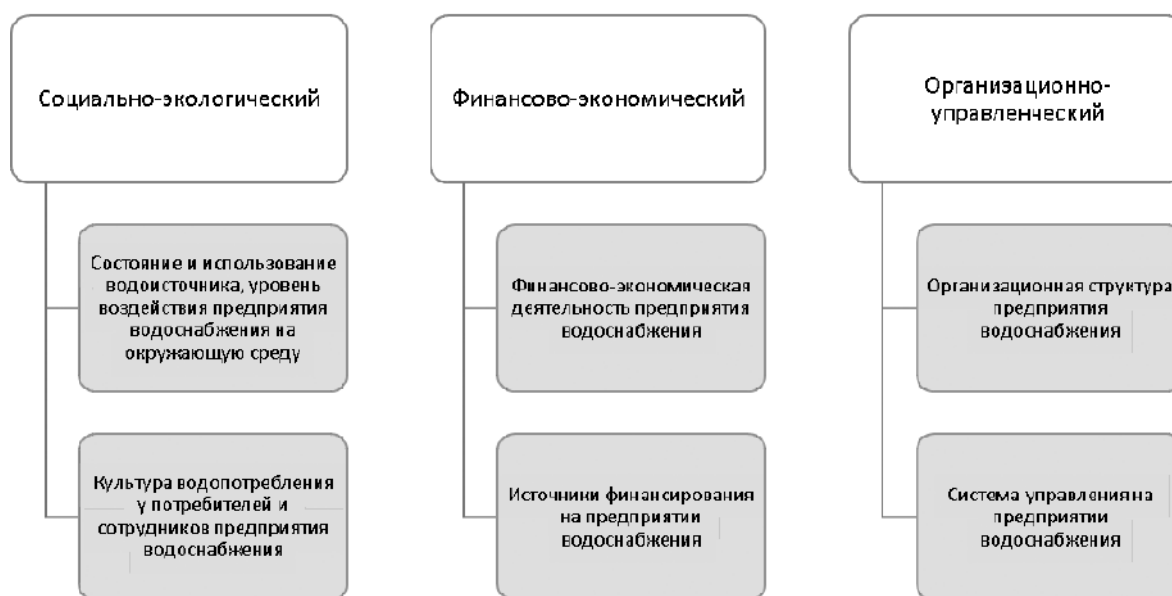 Социально-экологический
Состояние и использование
водоисточника, уровень
воздействия предприятия
водоснабжения на
окружающую среду
Культура водопотребления
у потребителей и
сотрудников предприятия
водоснабжения
Финансово-экономический
Финансово-экономическая
деятельность предприятия
водоснабжения
Источники финансирования
на предприятии
водоснабжения
Организационно-
управленческий
Организационная структура
предприятия
водоснабжения
Система управления на
предприятии
водоснабжения